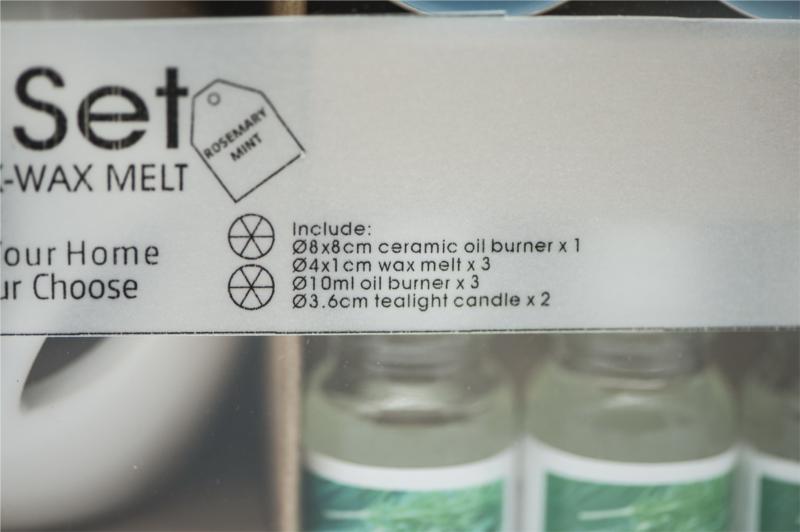 Set
ROSEMARY
MINT
-WAX MELT
Include:
Ø8x8cm ceramic oil burner x 1
Your Home
Ø4x1cm wax melt x 3
Ø10ml oil burner x 3
ur Choose
Ø3.6cm tealight candle x 2